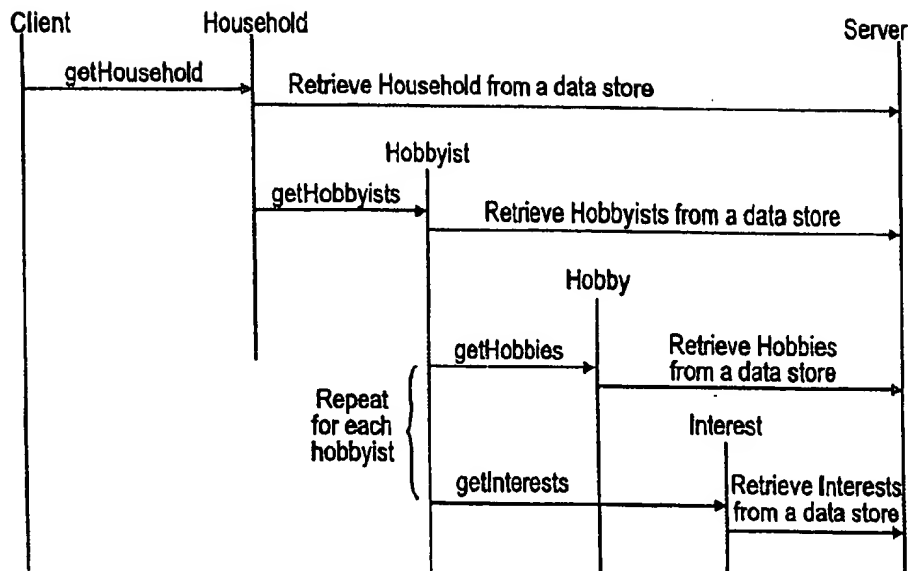 Client
Household
Server
getHousehold
Retrieve Household from a data store
Hobbyist
getHobbyists
Retrieve Hobbyists from a data store
Hobby
getHobbies
Retrieve Hobbies
from a data store
Repeat
for each
hobbyist
Interest
getInterests
Retrieve Interests
from a data store